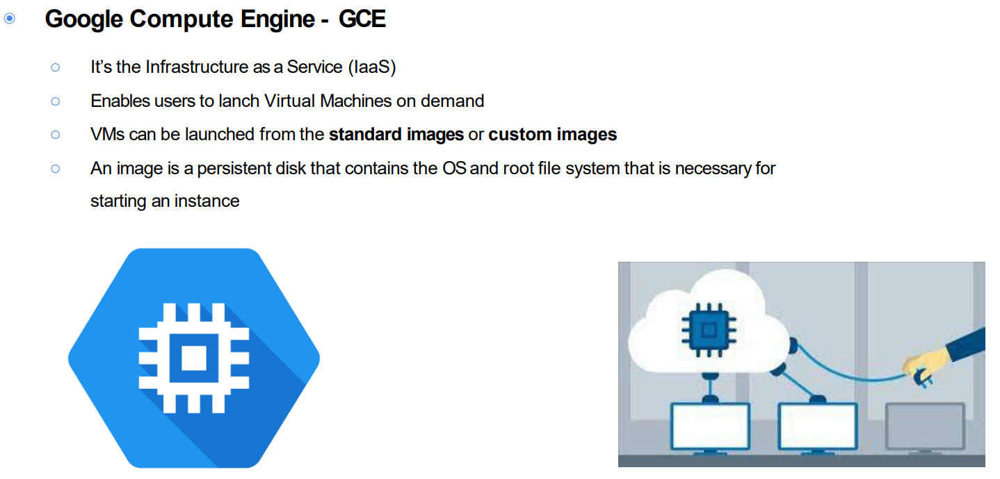 Google Compute Engine - GCE
It’s the Infrastructure as a Service (IaaS)
Enables users to lanch Virtual Machines on demand
VMs can be launched from the standard images or custom images
An image is a persistent disk that contains the OS and root file system that is necessary for
starting an instance